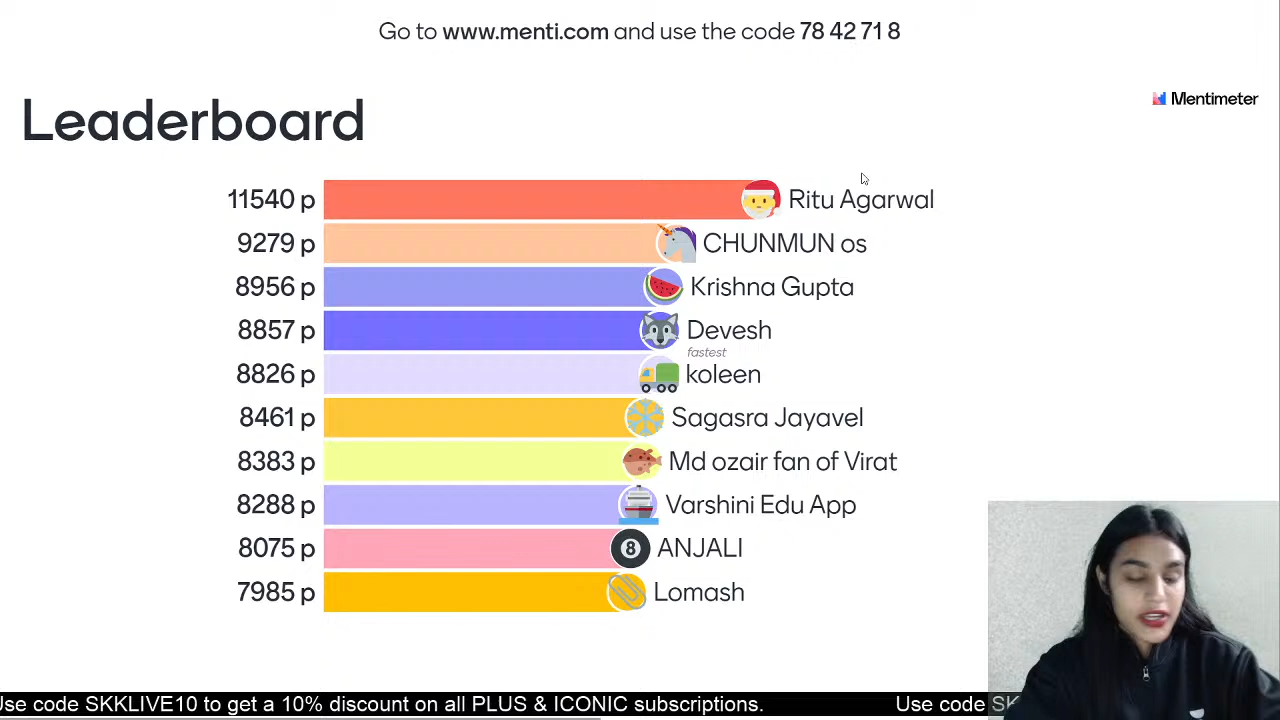 Go to www.menti.com and use the code 78 42 71 8
Mentimeter
Leaderboard
11540 p Ritu Agarwal
9279 p CHUNMUN os
8956 p Krishna Gupta
8857 p Devesh
fastest
8826 p koleen
8461 p Sagasra Jayavel
8383 p Md ozair fan of Virat
8288 p Varshini Edu App
8075 p 8 ANJALI
7985 p Lomash
Use code SKKLIVE10 to get a 10% discount on all PLUS & ICONIC subscriptions. Use code SK